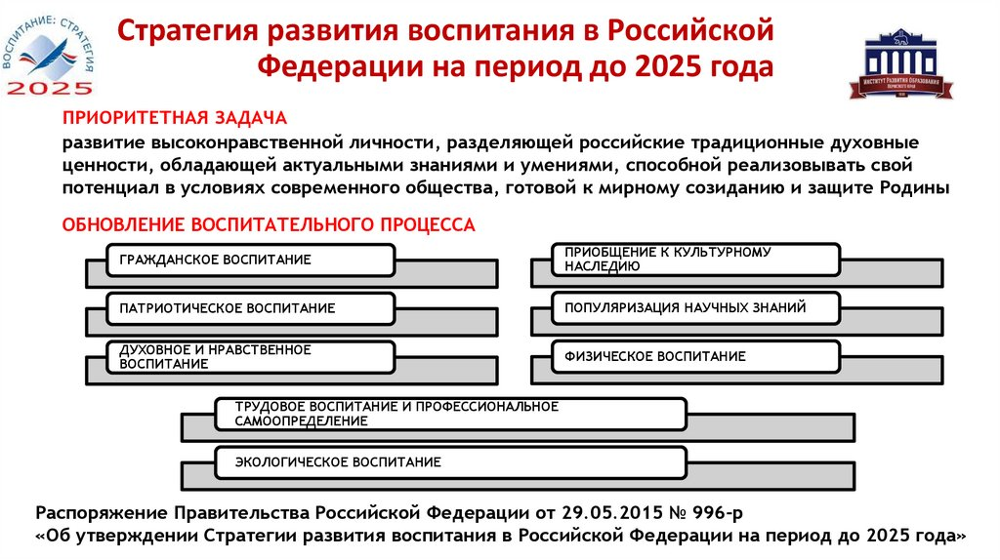 ВОСПИТАНИЕ: СТРАТЕГИЯ
2025
Стратегия развития воспитания в Российской
Федерации на период до 2025 года
ИНСТИТУТ РАЗВИТИЯ ОБРАЗОВАНИЯ
ПЕРМСКОГО КРАЯ
ПРИОРИТЕТНАЯ ЗАДАЧА
развитие высоконравственной личности, разделяющей российские традиционные духовные
ценности, обладающей актуальными знаниями и умениями, способной реализовывать свой
потенциал в условиях современного общества, готовой к мирному созиданию и защите Родины
ОБНОВЛЕНИЕ ВОСПИТАТЕЛЬНОГО ПРОЦЕССА
ГРАЖДАНСКОЕ ВОСПИТАНИЕ
ПРИОБЩЕНИЕ К КУЛЬТУРНОМУ
НАСЛЕДИЮ
ПАТРИОТИЧЕСКОЕ ВОСПИТАНИЕ
ПОПУЛЯРИЗАЦИЯ НАУЧНЫХ ЗНАНИЙ
ДУХОВНОЕ И НРАВСТВЕННОЕ
ВОСПИТАНИЕ
ФИЗИЧЕСКОЕ ВОСПИТАНИЕ
ТРУДОВОЕ ВОСПИТАНИЕ И ПРОФЕССИОНАЛЬНОЕ
САМООПРЕДЕЛЕНИЕ
ЭКОЛОГИЧЕСКОЕ ВОСПИТАНИЕ
Распоряжение Правительства Российской Федерации от 29.05.2015 № 996-р
«Об утверждении Стратегии развития воспитания в Российской Федерации на период до 2025 года»